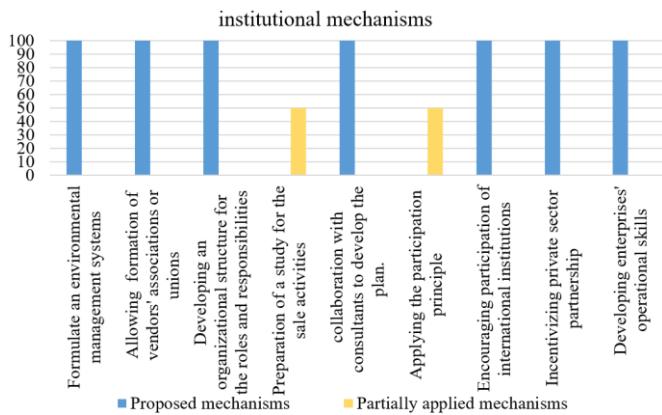 institutional mechanisms
100
90
80
70
60
50
40
30
20
10
0
Formulate an environmental
management systems
Allowing formation of
vendors' associations or
unions
Developing an
organizational structure for
the roles and responsibilities
Preparation of a study for the
sale activities
collaboration with
consultants to develop the
plan.
Applying the participation
principle
Encouraging participation of
international institutions
Incentivizing private sector
partnership
Developing enterprises'
operational skills
Proposed mechanisms
Partially applied mechanisms